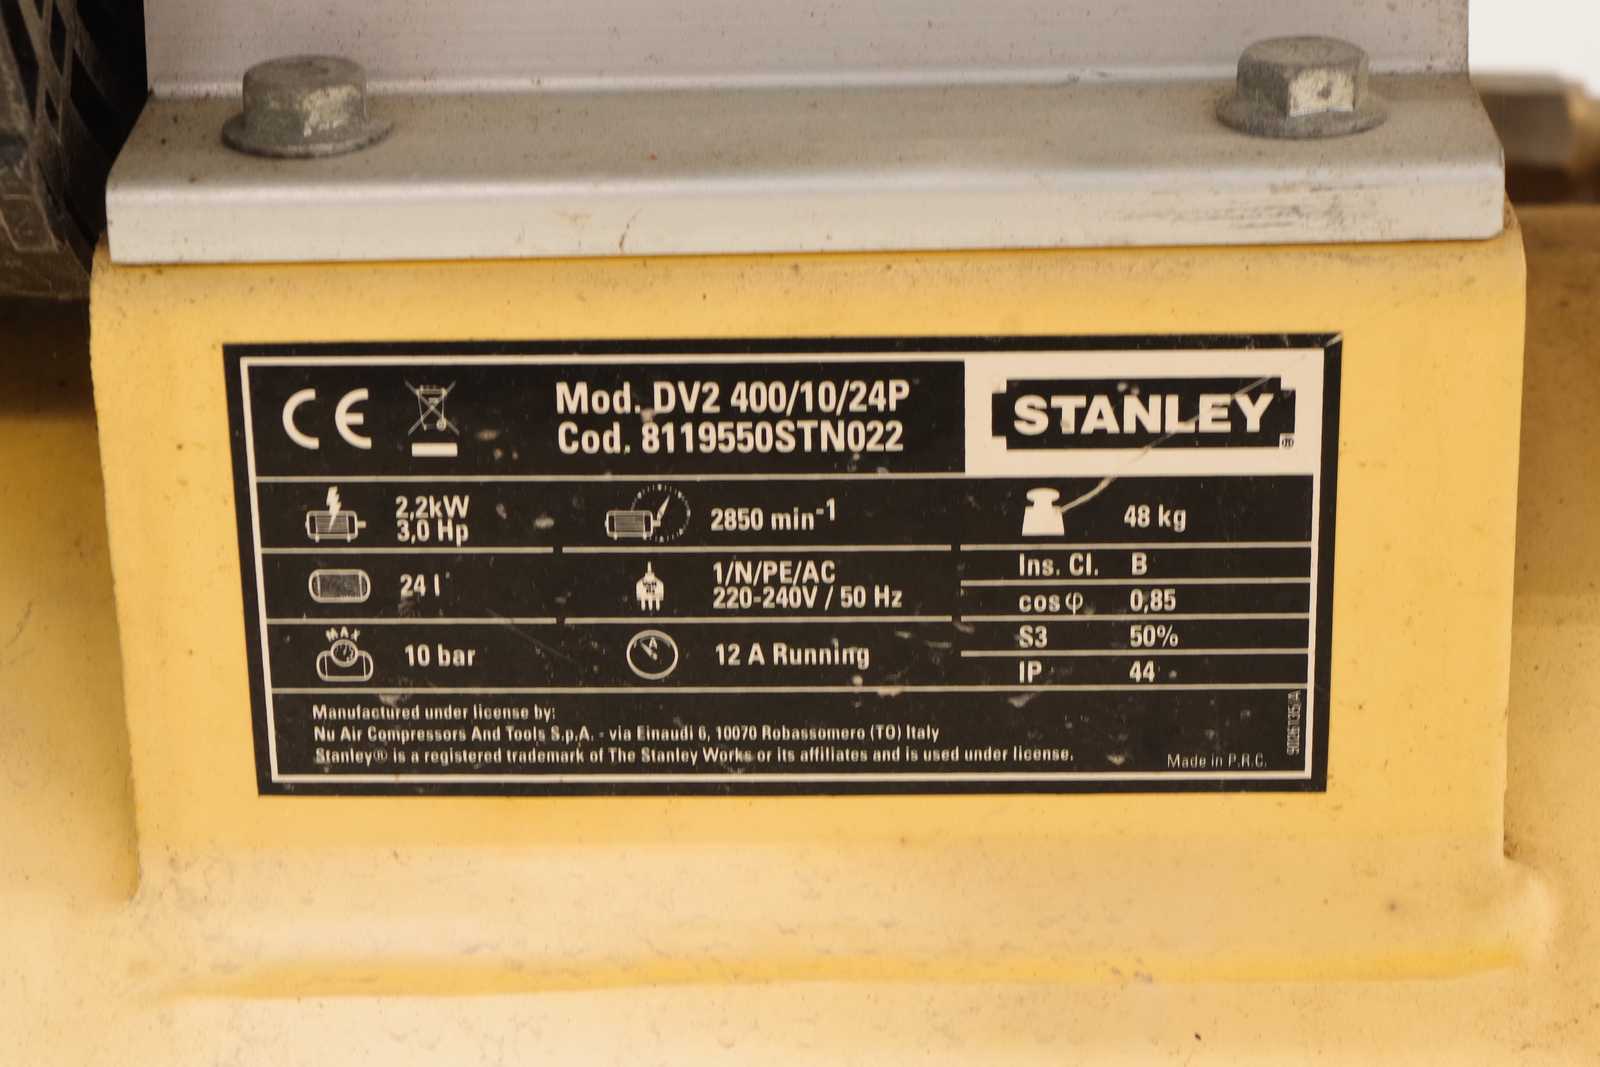 CE
Mod. DV2 400/10/24P
Cod. 8119550STN022
STANLEY®
2,2kW
3,0 Hp
2850 min-1
48 kg
24 l
1/N/PE/AC
220-240V / 50 Hz
Ins. Cl. B
cosφ 0,85
MAX
10 bar
A
12 A Running
S3 50%
IP 44
Manufactured under license by:
Nu Air Compressors And Tools S.p.A. - via Einaudi 6, 10070 Robassomero (TO) Italy
Stanley® is a registered trademark of The Stanley Works or its affiliates and is used under license.
Made in P.R.C.